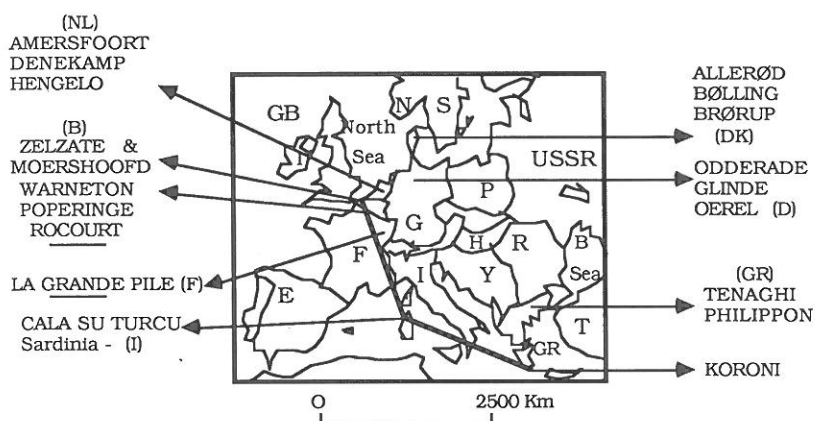 (NL)
AMERSFOORT
DENEKAMP
HENGELO
(B)
ZELZATE &
MOERSHOOFD
WARNETON
POPERINGE
ROCOURT
LA GRANDE PILE (F)
CALA SU TURCU
Sardinia - (I)
GB
I
North
Sea
N
S
USSR
P
G
F
H
R
B
Sea
I
Y
E
GR
T
ALLERØD
BØLLING
BRØRUP
(DK)
ODDERADE
GLINDE
OEREL (D)
(GR)
TENAGHI
PHILIPPON
KORONI
O
2500 Km